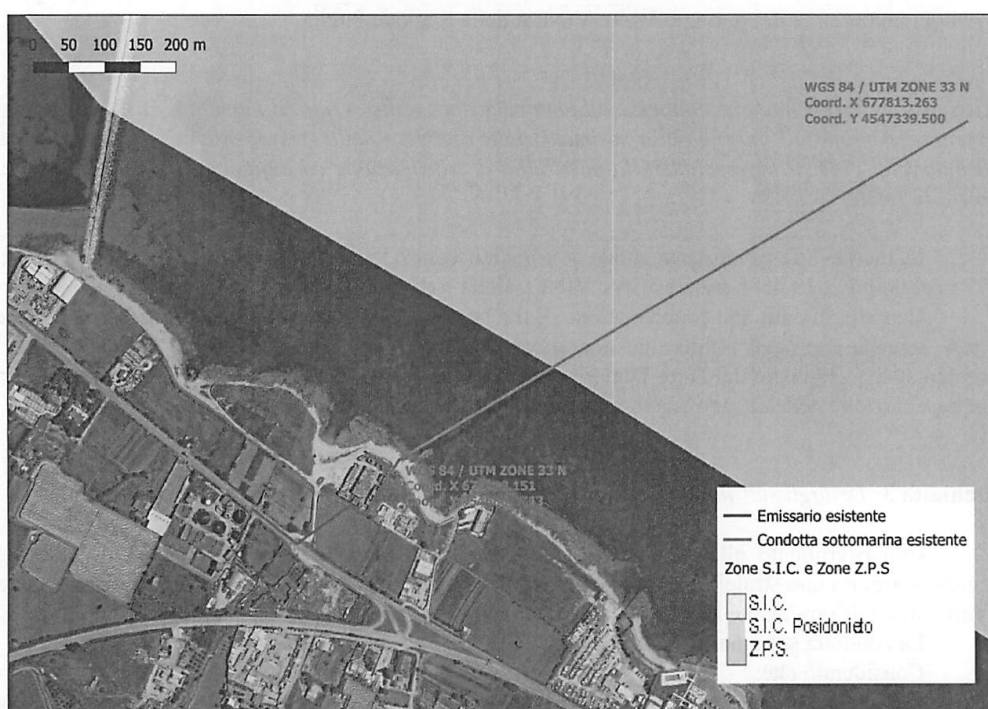 0 50 100 150 200 m
WGS 84 / UTM ZONE 33 N
Coord. X 677813.263
Coord. Y 4547339.500
WGS 84 / UTM ZONE 33 N
Coord. X
Emissario esistente
Condotta sottomarina esistente
Zone S.I.C. e Zone Z.P.S
S.I.C.
S.I.C. Posidonieto
Z.P.S.